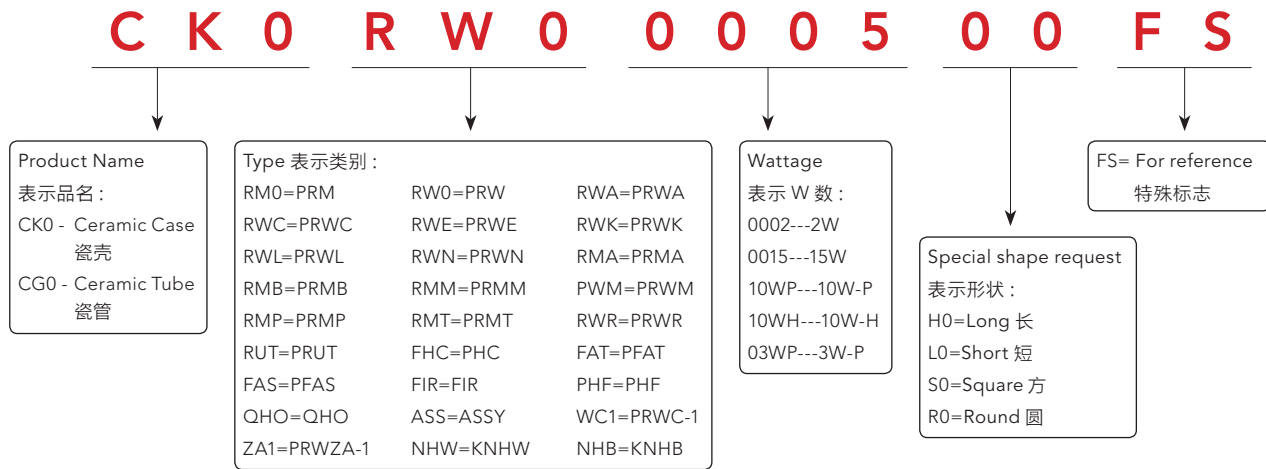 C K 0 R W 0 0 0 0 5 0 0 F S
Product Name
表示品名：
CK0 - Ceramic Case
瓷壳
CG0 - Ceramic Tube
瓷管
Type 表示类别：
RM0=PRM RW0=PRW RWA=PRWA
RWC=PRWC RWE=PRWE RWK=PRWK
RWL=PRWL RWN=PRWN RMA=PRMA
RMB=PRMB RMM=PRMM PWM=PRWM
RMP=PRMP RMT=PRMT RWR=PRWR
RUT=PRUT FHC=PHC FAT=PFAT
FAS=PFAS FIR=FIR PHF=PHF
QHO=QHO ASS=ASSY WC1=PRWC-1
ZA1=PRWZA-1 NHW=KNHW NHB=KNHB
Wattage
表示 W 数：
0002---2W
0015---15W
10WP---10W-P
10WH---10W-H
03WP---3W-P
Special shape request
表示形状：
H0=Long 长
L0=Short 短
S0=Square 方
R0=Round 圆
FS= For reference
特殊标志